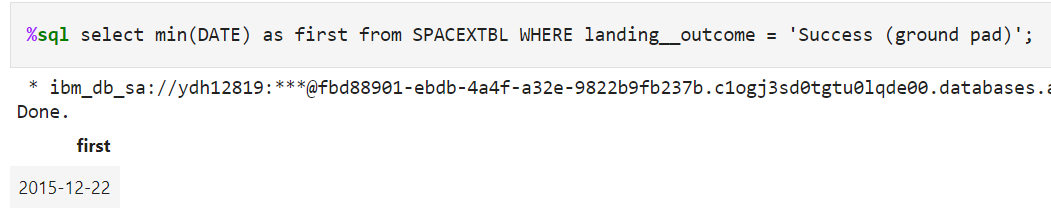 %sql select min(DATE) as first from SPACEXTBL WHERE landing__outcome = 'Success (ground pad)';
* ibm_db_sa://ydh12819:***@fbd88901-ebdb-4a4f-a32e-9822b9fb237b.c1ogj3sd0tgtu0lqde00.databases.a
Done.
first
2015-12-22